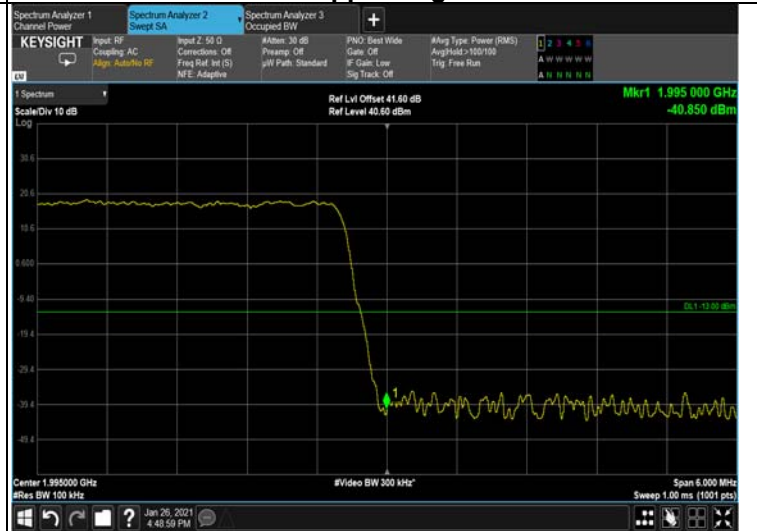 Spectrum Analyzer 1
Channel Power
Spectrum Analyzer 2
Swept SA
Spectrum Analyzer 3
Occupied BW
+
KEYSIGHT
Input: RF
Coupling: AC
Align: Auto/No RF
Input Z: 50 Ω
Corrections: Off
Freq Ref: Int (S)
NFE: Adaptive
#Atten: 30 dB
Preamp: Off
µW Path: Standard
PNO: Best Wide
Gate: Off
IF Gain: Low
Sig Track: Off
#Avg Type: Power (RMS)
Avg|Hold:>100/100
Trig: Free Run
1 2 3 4 5 6
A W W W W W
A N N N N N
1 Spectrum
Scale/Div 10 dB
Log
Ref Lvl Offset 41.60 dB
Ref Level 40.60 dBm
Mkr1 1.995 000 GHz
-40.850 dBm
30.6
20.6
10.6
0.600
-9.40
-19.4
-29.4
-39.4
-49.4
DL1 -13.00 dBm
1
Center 1.995000 GHz
#Res BW 100 kHz
#Video BW 300 kHz*
Span 6.000 MHz
Sweep 1.00 ms (1001 pts)
?
Jan 26, 2021
4:48:59 PM